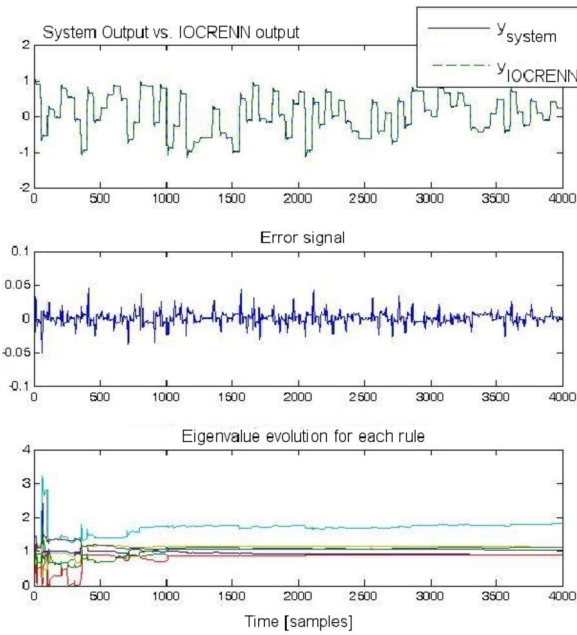 System Output vs. IOCRENN output
y_system
y_IOCRENN
2
1
0
-1
-2
0 500 1000 1500 2000 2500 3000 3500 4000
Error signal
0.1
0.05
0
-0.05
-0.1
0 500 1000 1500 2000 2500 3000 3500 4000
Eigenvalue evolution for each rule
4
3
2
1
0
0 500 1000 1500 2000 2500 3000 3500 4000
Time [samples]